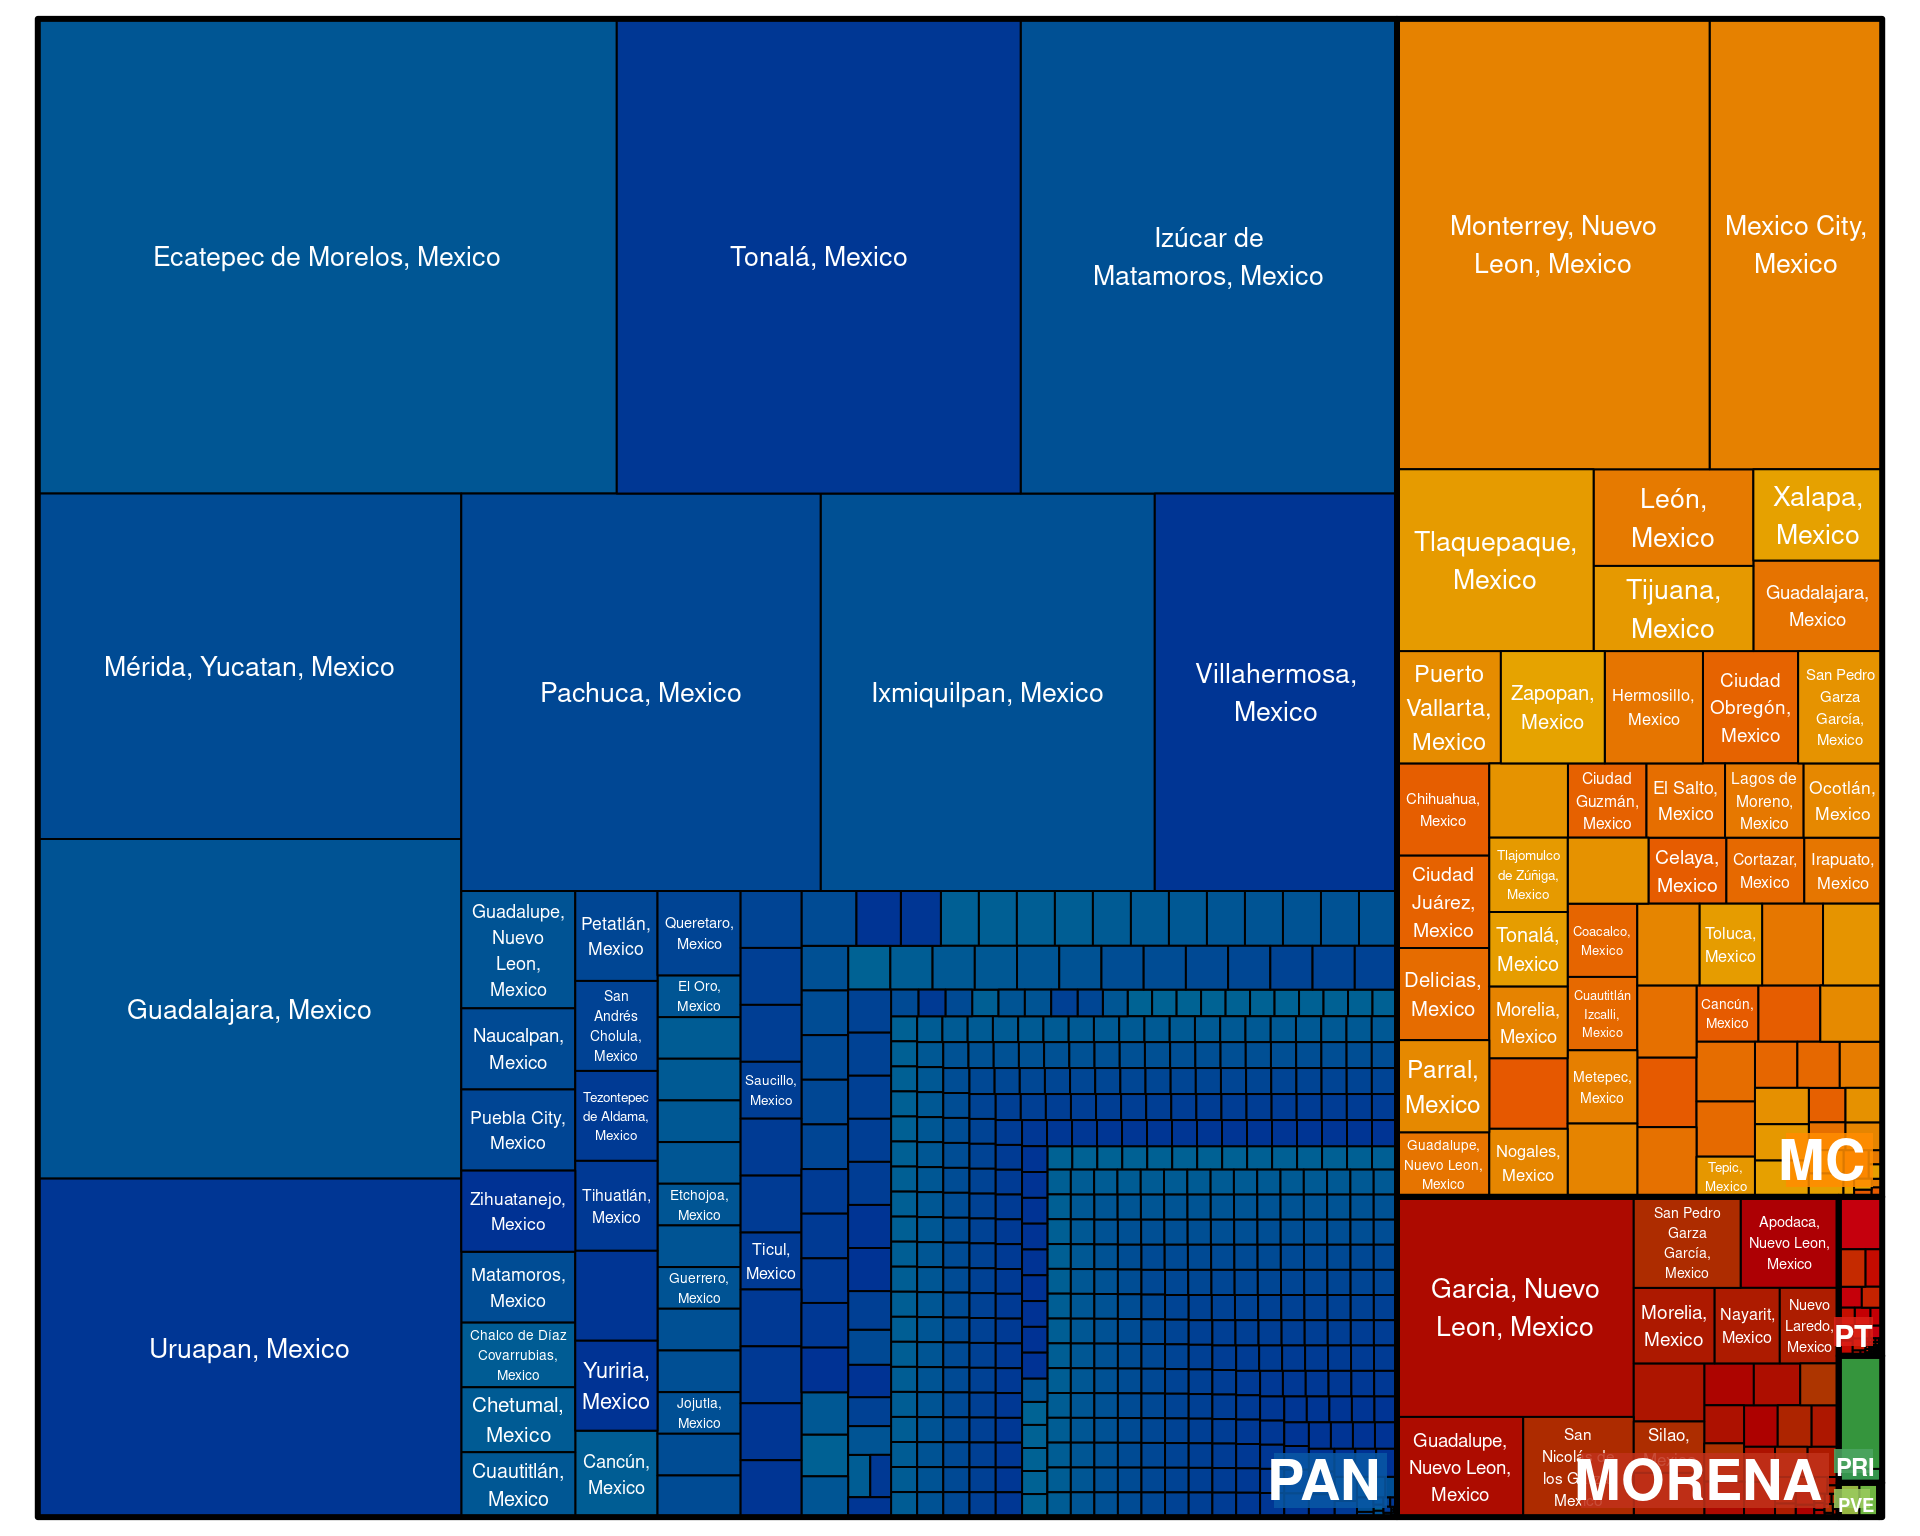 Ecatepec de Morelos, Mexico
Tonalá, Mexico
Izúcar de
Matamoros, Mexico
Mérida, Yucatan, Mexico
Pachuca, Mexico
Ixmiquilpan, Mexico
Villahermosa,
Mexico
Guadalajara, Mexico
Uruapan, Mexico
Guadalupe,
Nuevo
Leon,
Mexico
Naucalpan,
Mexico
Puebla City,
Mexico
Zihuatanejo,
Mexico
Matamoros,
Mexico
Chalco de Díaz
Covarrubias,
Mexico
Chetumal,
Mexico
Cuautitlán,
Mexico
Petatlán,
Mexico
San
Andrés
Cholula,
Mexico
Tezontepec
de Aldama,
Mexico
Tihuatlán,
Mexico
Yuriria,
Mexico
Cancún,
Mexico
Queretaro,
Mexico
El Oro,
Mexico
Etchojoa,
Mexico
Guerrero,
Mexico
Jojutla,
Mexico
Saucillo,
Mexico
Ticul,
Mexico
PAN
Monterrey, Nuevo
Leon, Mexico
Mexico City,
Mexico
Tlaquepaque,
Mexico
León,
Mexico
Xalapa,
Mexico
Tijuana,
Mexico
Guadalajara,
Mexico
Puerto
Vallarta,
Mexico
Zapopan,
Mexico
Hermosillo,
Mexico
Ciudad
Obregón,
Mexico
San Pedro
Garza
García,
Mexico
Chihuahua,
Mexico
Ciudad
Guzmán,
Mexico
El Salto,
Mexico
Lagos de
Moreno,
Mexico
Ocotlán,
Mexico
Ciudad
Juárez,
Mexico
Tlajomulco
de Zúñiga,
Mexico
Celaya,
Mexico
Cortazar,
Mexico
Irapuato,
Mexico
Delicias,
Mexico
Tonalá,
Mexico
Coacalco,
Mexico
Toluca,
Mexico
Morelia,
Mexico
Cuautitlán
Izcalli,
Mexico
Cancún,
Mexico
Parral,
Mexico
Metepec,
Mexico
Guadalupe,
Nuevo Leon,
Mexico
Nogales,
Mexico
Tepic,
Mexico
MC
Garcia, Nuevo
Leon, Mexico
San Pedro
Garza
García,
Mexico
Apodaca,
Nuevo Leon,
Mexico
Morelia,
Mexico
Nayarit,
Mexico
Nuevo
Laredo,
Mexico
Guadalupe,
Nuevo Leon,
Mexico
San
Nicolás de
los
Mexico
Silao,
Mexico
MORENA
PT
PRI
PVE